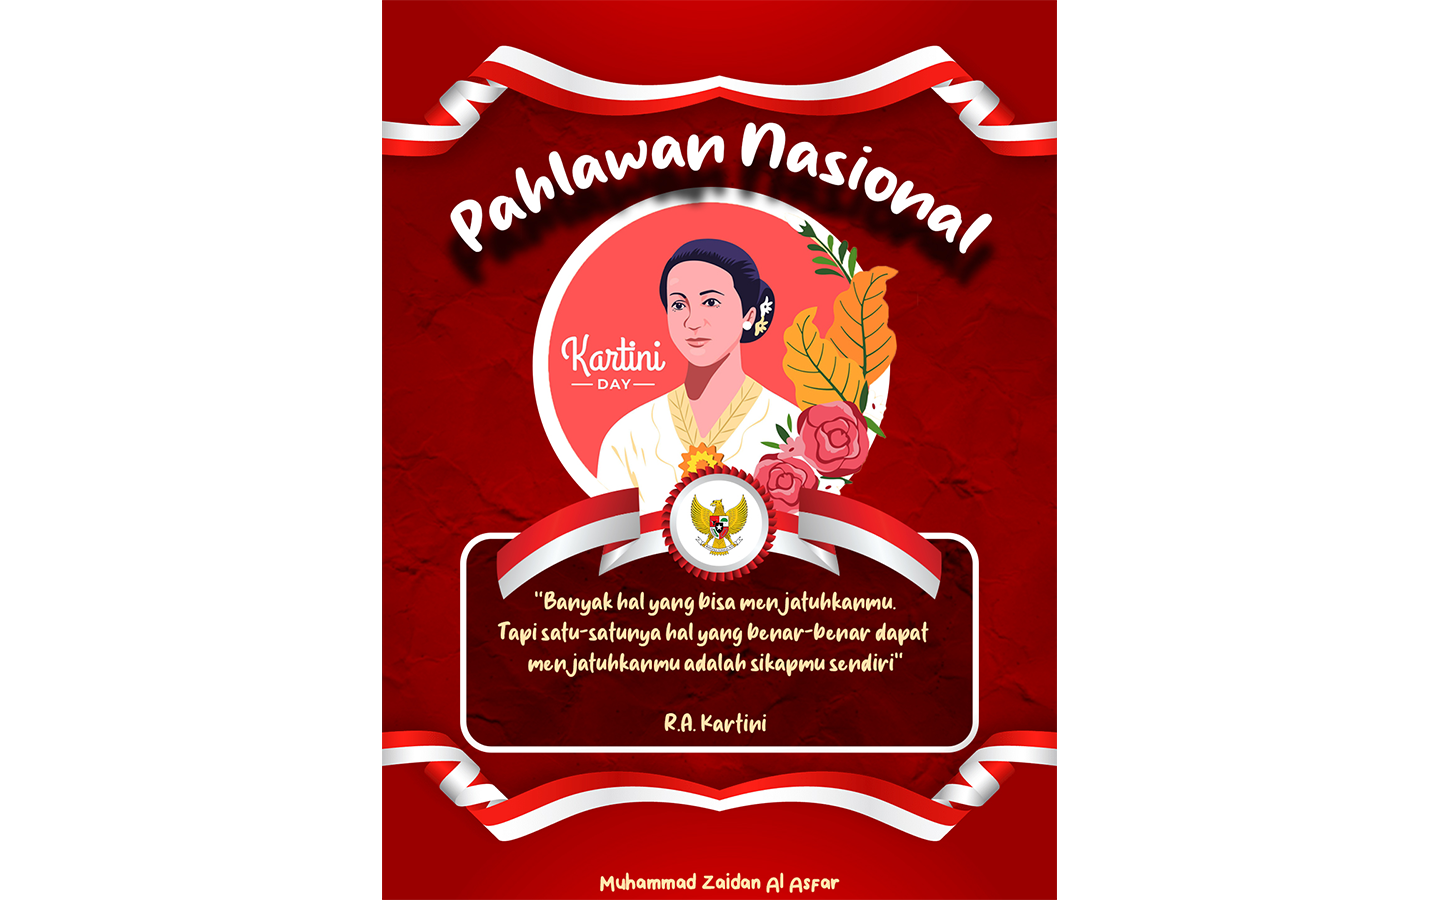 Pahlawan Nasional
Kartini
DAY
"Banyak hal yang bisa menjatuhkanmu.
Tapi satu-satunya hal yang benar-benar dapat
menjatuhkanmu adalah sikapmu sendiri"
R.A. Kartini
Muhammad Zaidan Al Asfar